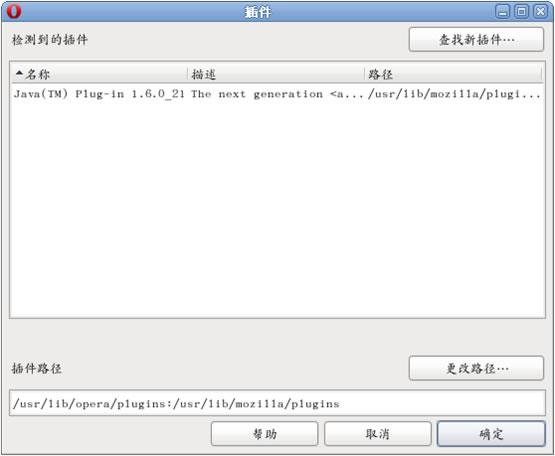 插件
检测到的插件
查找新插件…
名称 描述 路径
Java(TM) Plug-in 1.6.0_21 The next generation <a... /usr/lib/mozilla/plugi...
插件路径
更改路径…
/usr/lib/opera/plugins:/usr/lib/mozilla/plugins
帮助 取消 确定